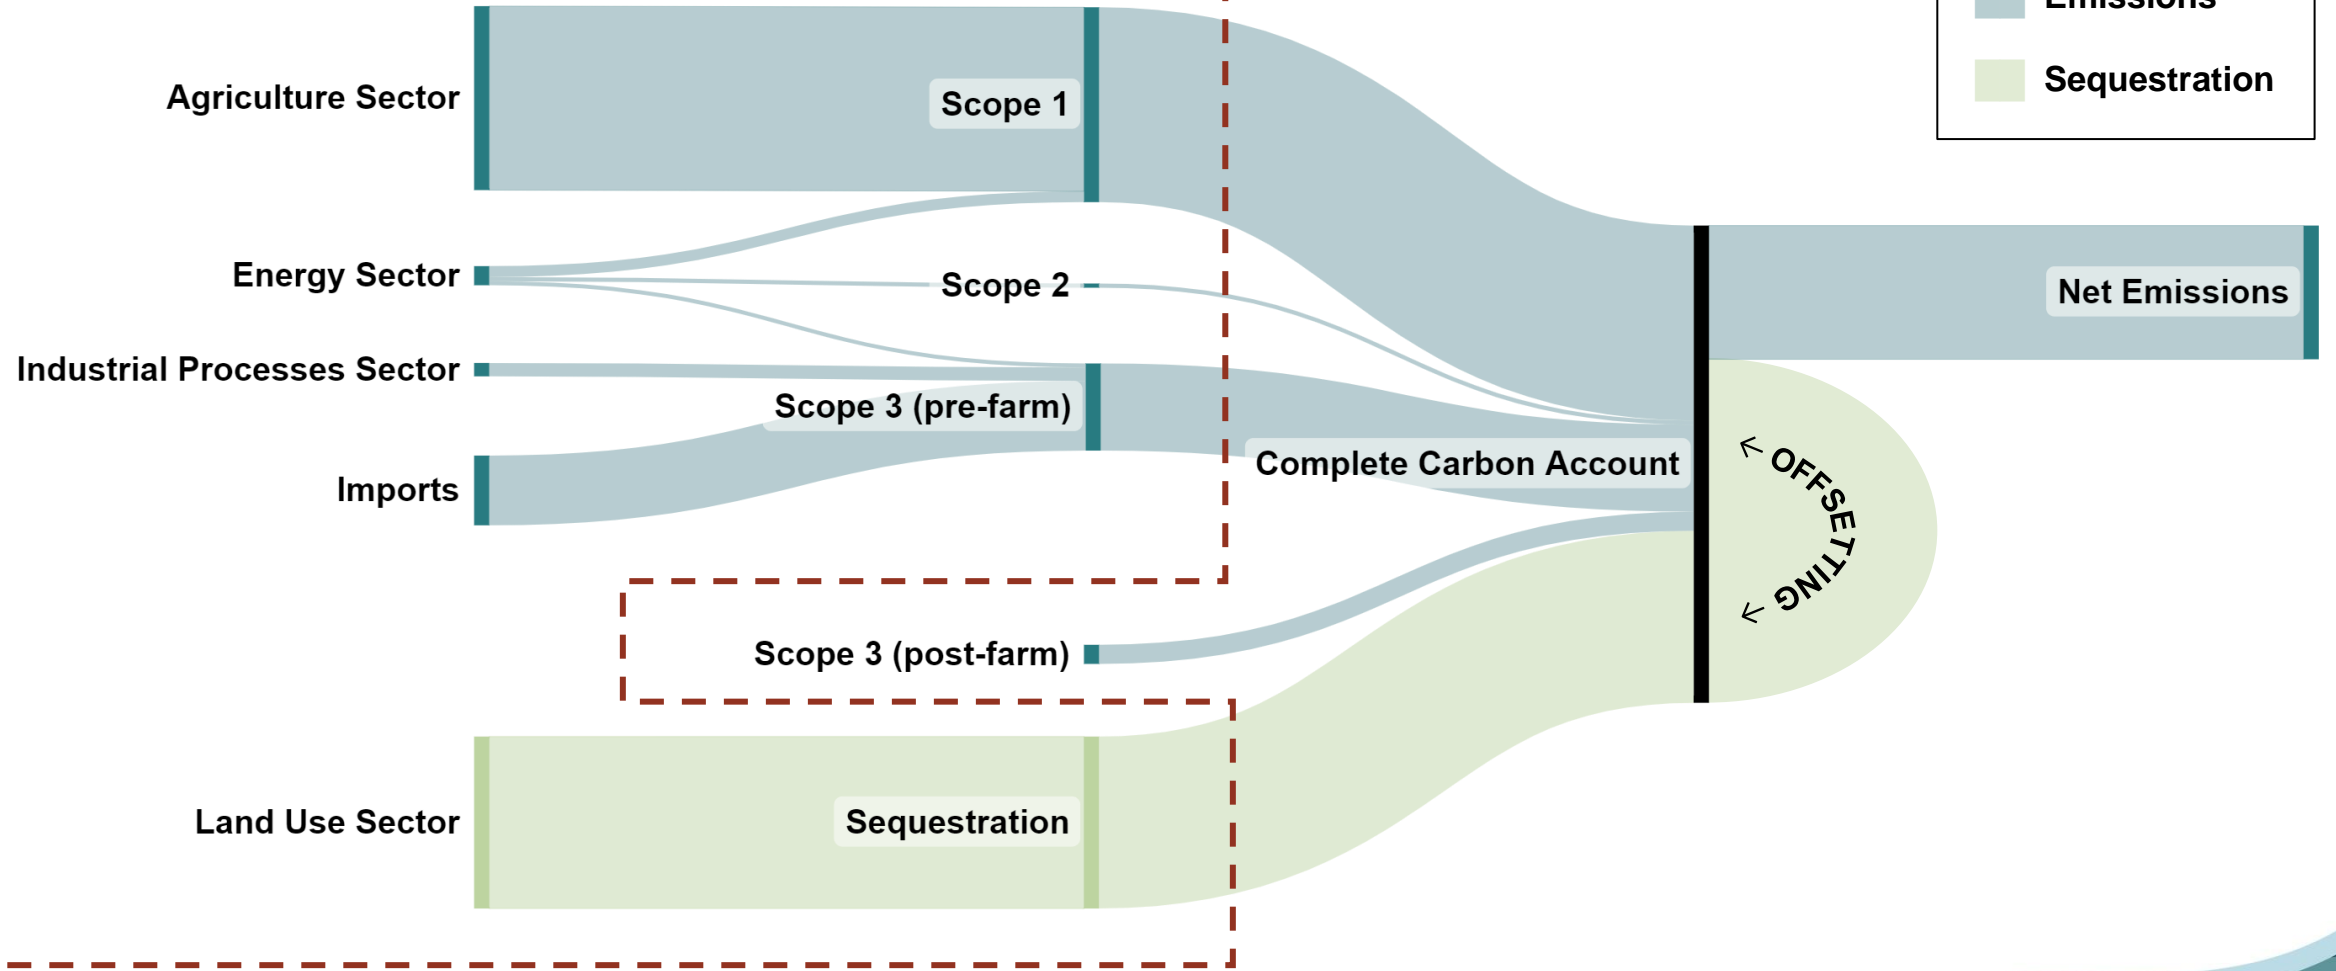 Emissions
Sequestration
Agriculture Sector
Scope 1
Energy Sector
Scope 2
Net Emissions
Industrial Processes Sector
Scope 3 (pre-farm)
Complete Carbon Account
Imports
← OFFSETTING →
Scope 3 (post-farm)
Land Use Sector
Sequestration